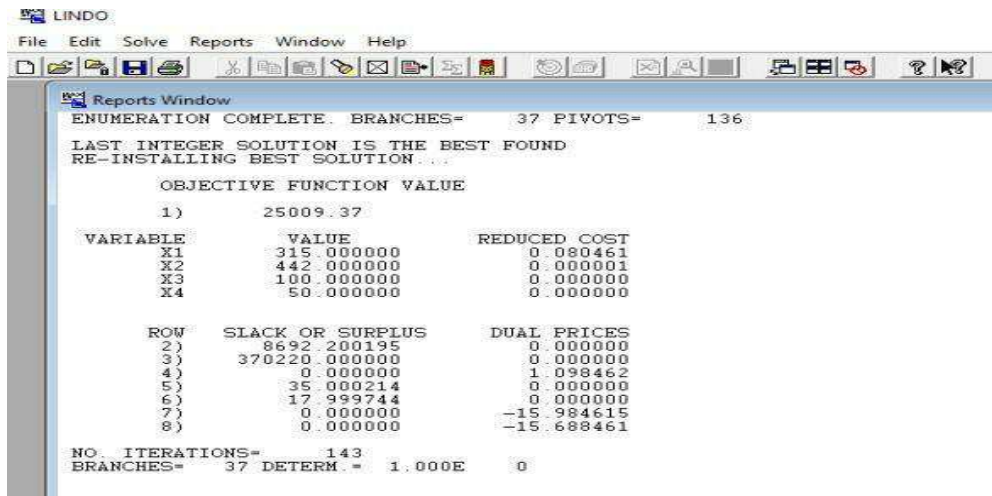 LINDO
File Edit Solve Reports Window Help
Reports Window
ENUMERATION COMPLETE. BRANCHES= 37 PIVOTS= 136
LAST INTEGER SOLUTION IS THE BEST FOUND
RE-INSTALLING BEST SOLUTION...
OBJECTIVE FUNCTION VALUE
1) 25009.37
VARIABLE VALUE REDUCED COST
X1 315.000000 0.080461
X2 442.000000 0.000001
X3 100.000000 0.000000
X4 50.000000 0.000000
ROW SLACK OR SURPLUS DUAL PRICES
2) 8692.200195 0.000000
3) 370220.000000 0.000000
4) 0.000000 1.098462
5) 35.000214 0.000000
6) 17.999744 0.000000
7) 0.000000 -15.984615
8) 0.000000 -15.688461
NO. ITERATIONS= 143
BRANCHES= 37 DETERM.= 1.000E 0